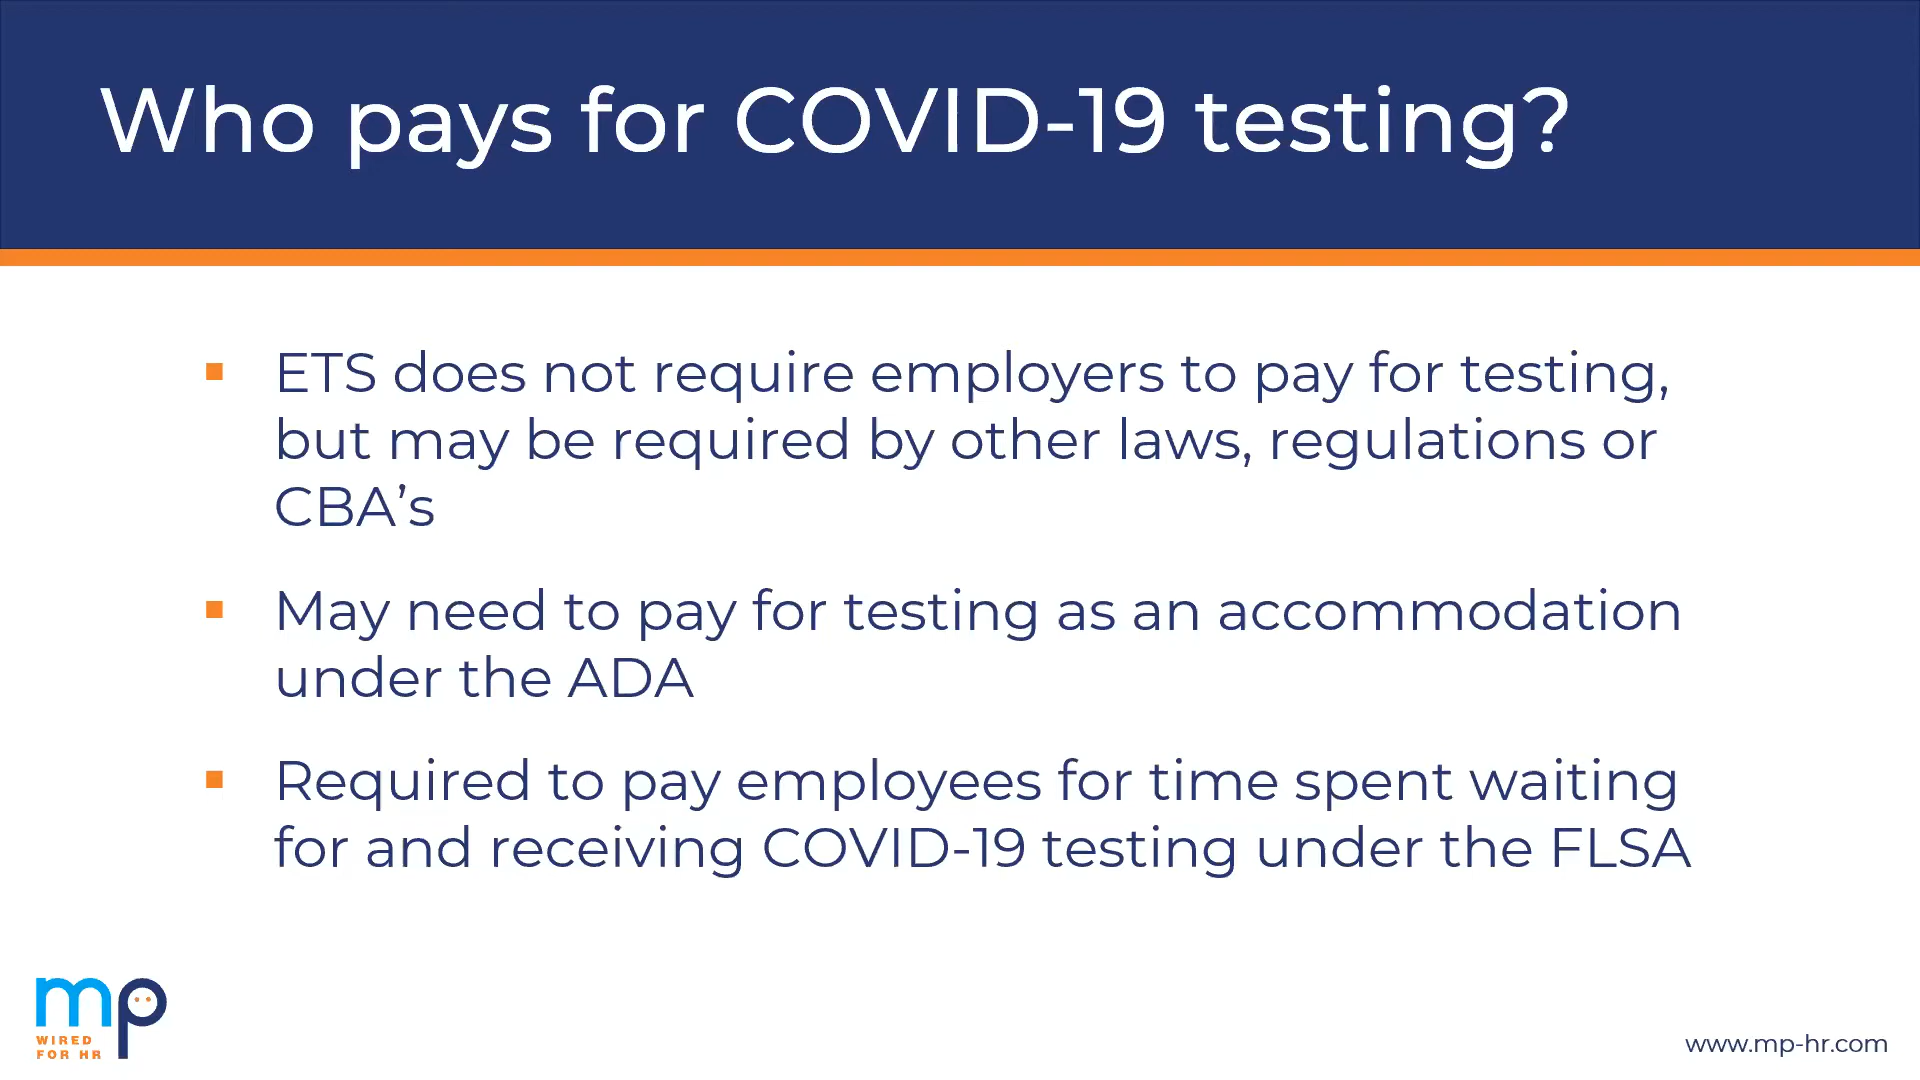 Who pays for COVID-19 testing?
ETS does not require employers to pay for testing,
but may be required by other laws, regulations or
CBA’s
May need to pay for testing as an accommodation
under the ADA
Required to pay employees for time spent waiting
for and receiving COVID-19 testing under the FLSA
mp
WIRED
FOR HR
www.mp-hr.com